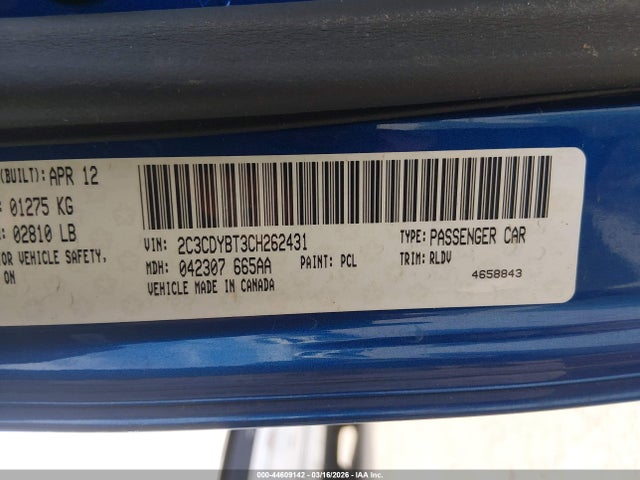 (BUILT): APR 12
: 01275 KG
: 02810 LB
OR VEHICLE SAFETY,
ON
VIN: 2C3CDYBT3CH262431
TYPE: PASSENGER CAR
MDH: 042307 665AA
PAINT: PCL
TRIM: RLDV
VEHICLE MADE IN CANADA
4658843
000-44609142 - 03/16/2026 - © IAA Inc.